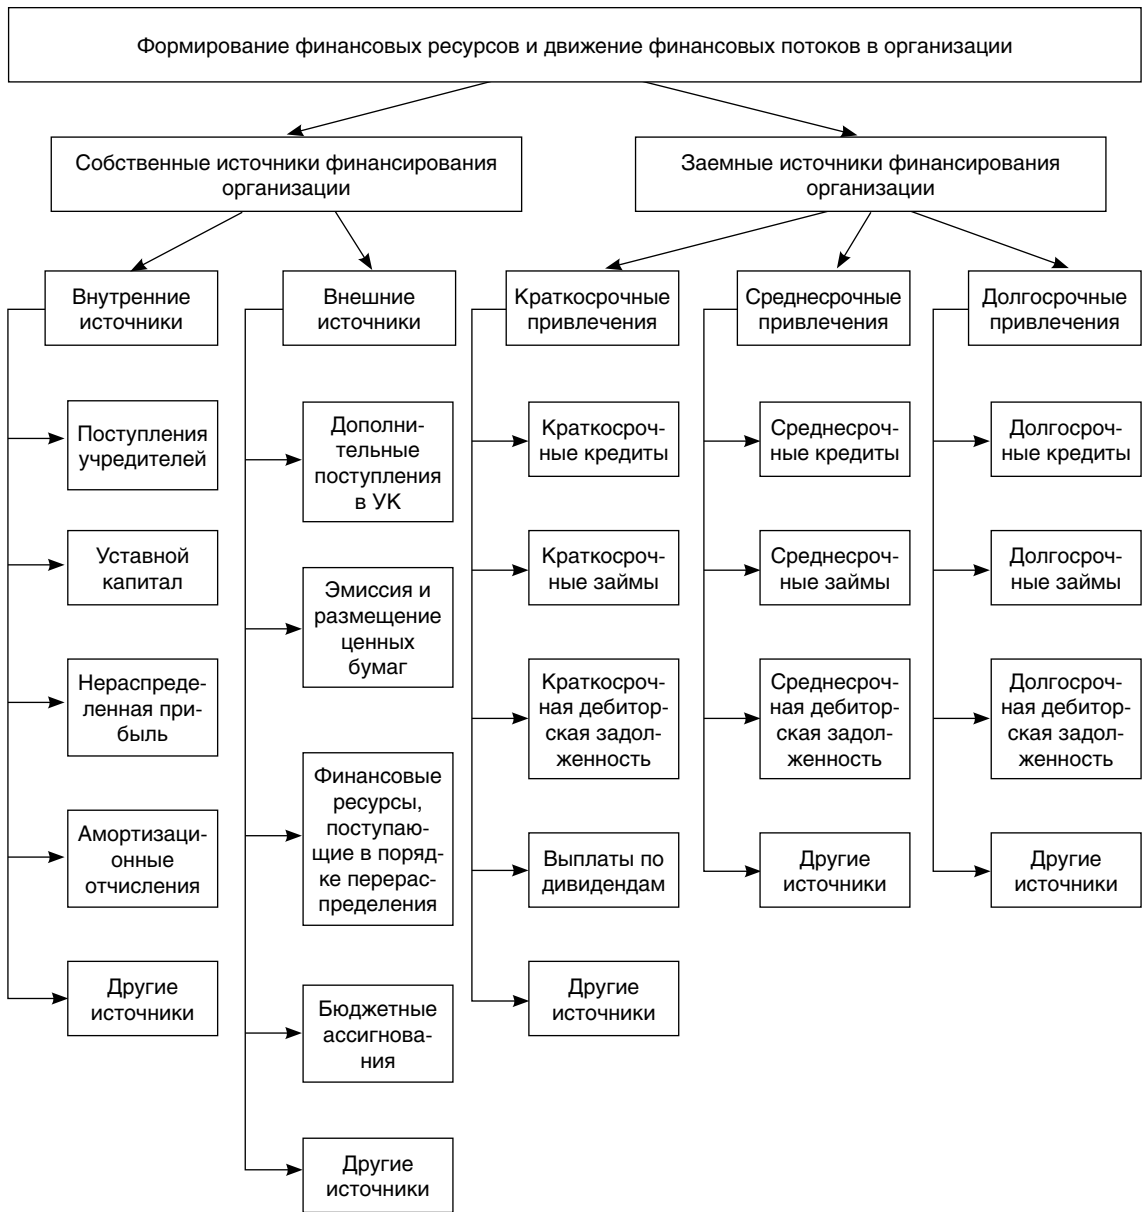 Формирование финансовых ресурсов и движение финансовых потоков в организации
Собственные источники финансирования
организации
Заемные источники финансирования
организации
Внутренние
источники
Внешние
источники
Краткосрочные
привлечения
Среднесрочные
привлечения
Долгосрочные
привлечения
Поступления
учредителей
Уставной
капитал
Нераспреде-
ленная при-
быль
Амортизаци-
онные
отчисления
Другие
источники
Дополни-
тельные
поступления
в УК
Эмиссия и
размещение
ценных
бумаг
Финансовые
ресурсы,
поступаю-
щие в поряд-
ке перерас-
пределения
Бюджетные
ассигнова-
ния
Другие
источники
Краткосроч-
ные кредиты
Краткосроч-
ные займы
Краткосроч-
ная дебитор-
ская задол-
женность
Выплаты по
дивидендам
Другие
источники
Среднесроч-
ные кредиты
Среднесроч-
ные займы
Среднесроч-
ная дебитор-
ская задол-
женность
Другие
источники
Долгосроч-
ные кредиты
Долгосроч-
ные займы
Долгосроч-
ная дебитор-
ская задол-
женность
Другие
источники